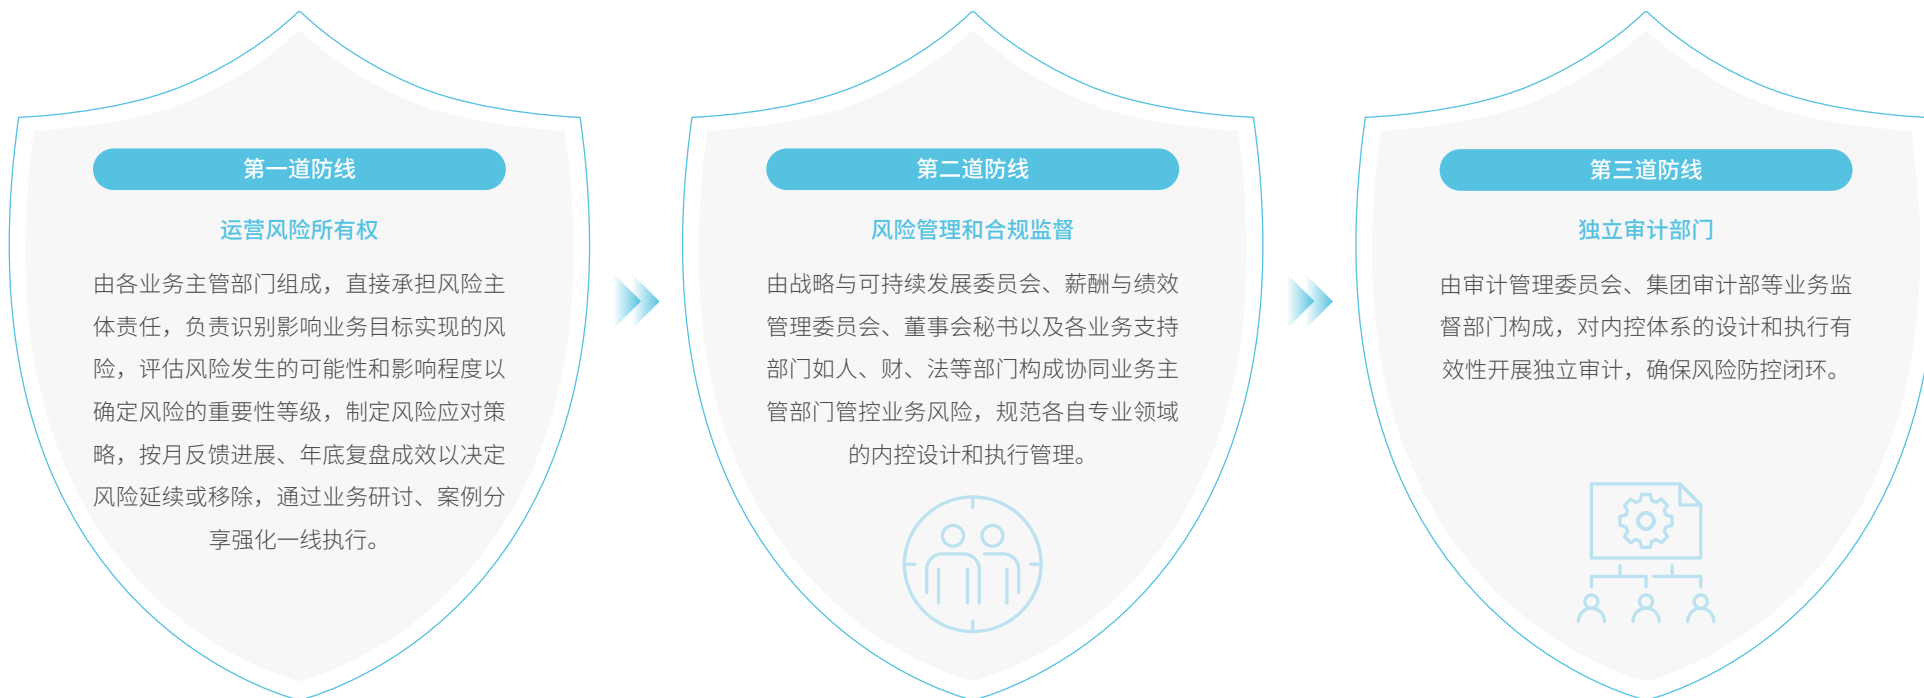 第一道防线
运营风险所有权
由各业务主管部门组成，直接承担风险主
体责任，负责识别影响业务目标实现的风
险，评估风险发生的可能性和影响程度以
确定风险的重要性等级，制定风险应对策
略，按月反馈进展、年底复盘成效以决定
风险延续或移除，通过业务研讨、案例分
享强化一线执行。
第二道防线
风险管理和合规监督
由战略与可持续发展委员会、薪酬与绩效
管理委员会、董事会秘书以及各业务支持
部门如人、财、法等部门构成协同业务主
管部门管控业务风险，规范各自专业领域
的内控设计和执行管理。
第三道防线
独立审计部门
由审计管理委员会、集团审计部等业务监
督部门构成，对内控体系的设计和执行有
效性开展独立审计，确保风险防控闭环。